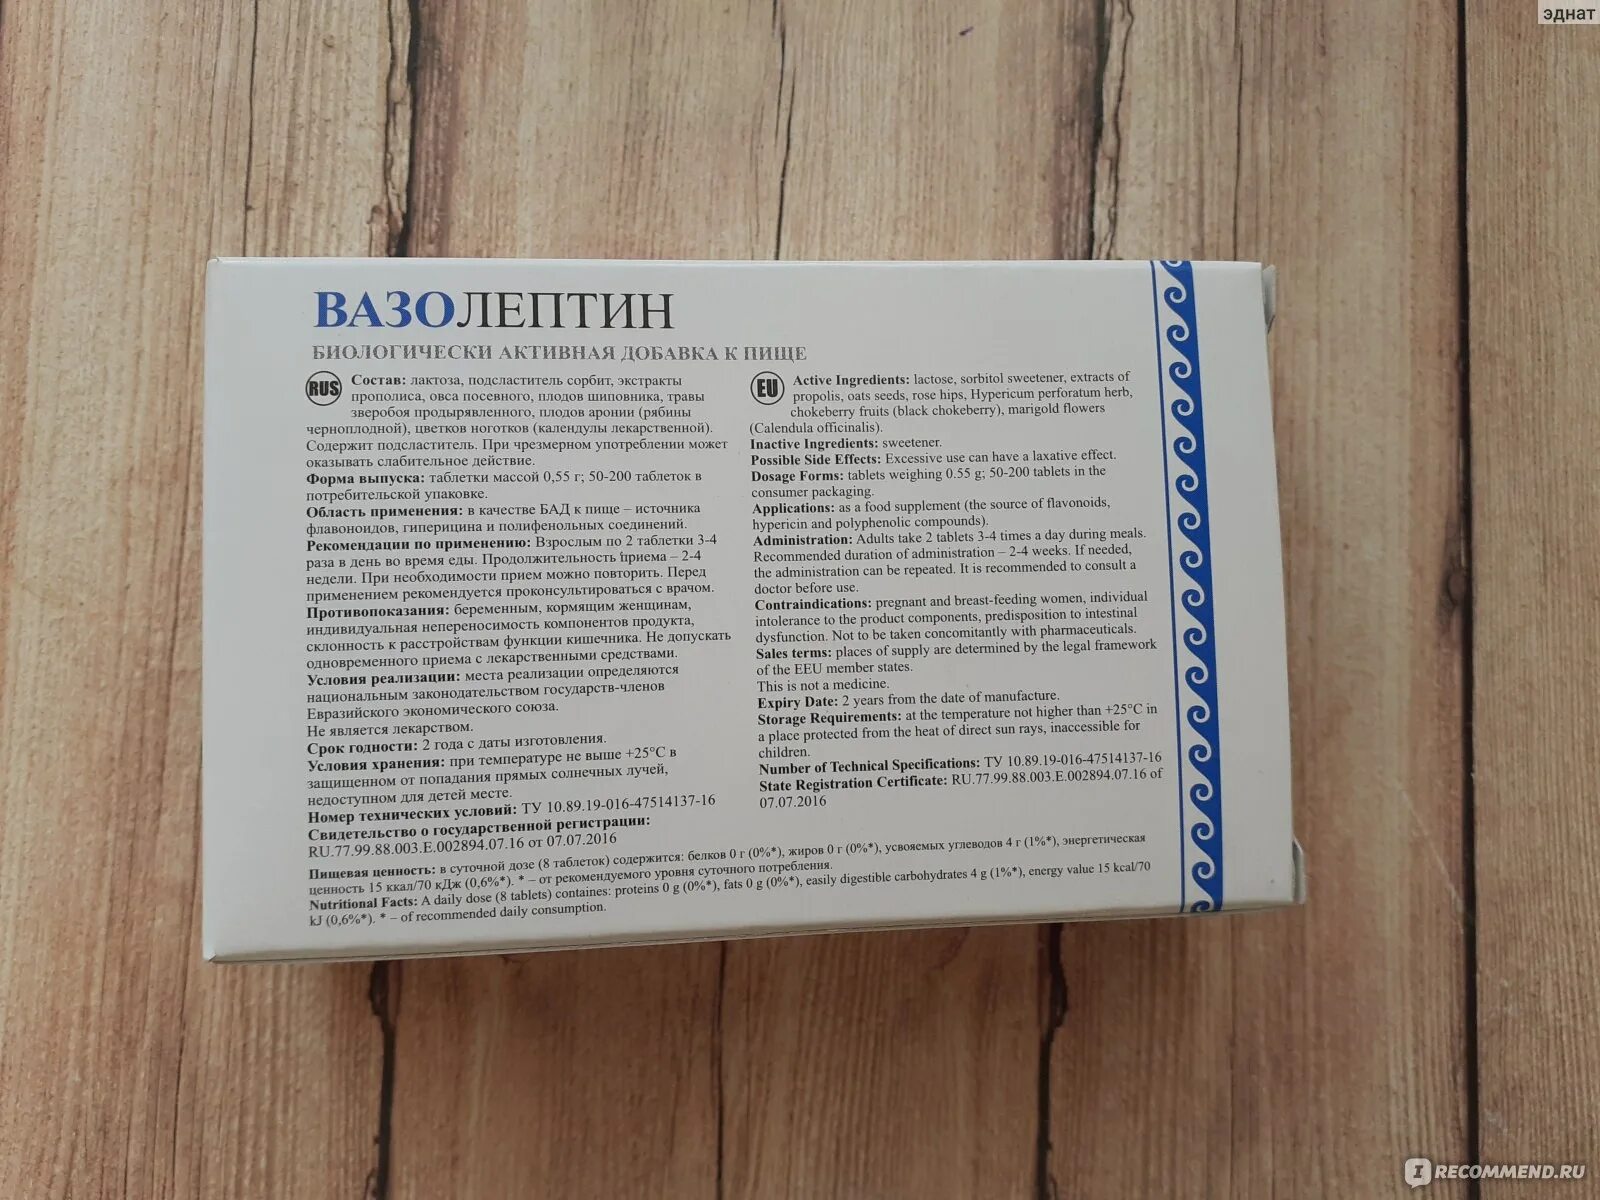 эднат
ВАЗОЛЕПТИН
БИОЛОГИЧЕСКИ АКТИВНАЯ ДОБАВКА К ПИЩЕ
RUS
Состав: лактоза, подсластитель сорбит, экстракты
прополиса, овса посевного, плодов шиповника, травы
зверобоя продырявленного, плодов аронии (рябины
черноплодной), цветков ноготков (календулы лекарственной).
Содержит подсластитель. При чрезмерном употреблении может
оказывать слабительное действие.
Форма выпуска: таблетки массой 0,55 г; 50-200 таблеток в
потребительской упаковке.
Область применения: в качестве БАД к пище – источника
флавоноидов, гиперицина и полифенольных соединений.
Рекомендации по применению: Взрослым по 2 таблетки 3-4
раза в день во время еды. Продолжительность приема – 2-4
недели. При необходимости прием можно повторить. Перед
применением рекомендуется проконсультироваться с врачом.
Противопоказания: беременным, кормящим женщинам,
индивидуальная непереносимость компонентов продукта,
склонность к расстройствам функции кишечника. Не допускать
одновременного приема с лекарственными средствами.
Условия реализации: места реализации определяются
национальным законодательством государств-членов
Евразийского экономического союза.
Не является лекарством.
Срок годности: 2 года с даты изготовления.
Условия хранения: при температуре не выше +25°С в
защищенном от попадания прямых солнечных лучей,
недоступном для детей месте.
Номер технических условий: ТУ 10.89.19-016-47514137-16
Свидетельство о государственной регистрации:
RU.77.99.88.003.Е.002894.07.16 от 07.07.2016
EU
Active Ingredients: lactose, sorbitol sweetener, extracts of
propolis, oats seeds, rose hips, Hypericum perforatum herb,
chokeberry fruits (black chokeberry), marigold flowers
(Calendula officinalis).
Inactive Ingredients: sweetener.
Possible Side Effects: Excessive use can have a laxative effect.
Dosage Forms: tablets weighing 0.55 g; 50-200 tablets in the
consumer packaging.
Applications: as a food supplement (the source of flavonoids,
hypericin and polyphenolic compounds).
Administration: Adults take 2 tablets 3-4 times a day during meals.
Recommended duration of administration – 2-4 weeks. If needed,
the administration can be repeated. It is recommended to consult a
doctor before use.
Contraindications: pregnant and breast-feeding women, individual
intolerance to the product components, predisposition to intestinal
dysfunction. Not to be taken concomitantly with pharmaceuticals.
Sales terms: places of supply are determined by the legal framework
of the EEU member states.
This is not a medicine.
Expiry Date: 2 years from the date of manufacture.
Storage Requirements: at the temperature not higher than +25°C in
a place protected from the heat of direct sun rays, inaccessible for
children.
Number of Technical Specifications: ТУ 10.89.19-016-47514137-16
State Registration Certificate: RU.77.99.88.003.E.002894.07.16 of
07.07.2016
Пищевая ценность: в суточной дозе (8 таблеток) содержится: белков 0 г (0%*), жиров 0 г (0%*), усвояемых углеводов 4 г (1%*), энергетическая
ценность 15 ккал/70 кДж (0,6%*). * – от рекомендуемого уровня суточного потребления.
Nutritional Facts: A daily dose (8 tablets) containes: proteins 0 g (0%*), fats 0 g (0%*), easily digestible carbohydrates 4 g (1%*), energy value 15 kcal/70
kJ (0,6%*). * – of recommended daily consumption.
IRECOMMEND.RU